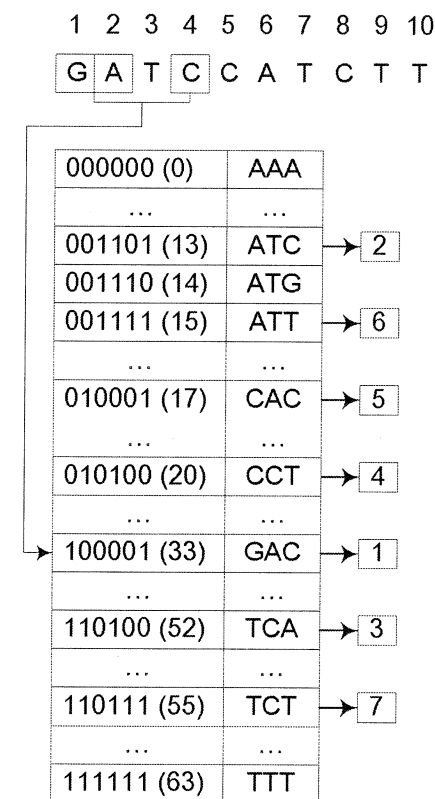 1 2 3 4 5 6 7 8 9 10
G A T C C A T C T T
000000 (0) AAA
... ...
001101 (13) ATC 2
001110 (14) ATG
001111 (15) ATT 6
... ...
010001 (17) CAC 5
... ...
010100 (20) CCT 4
... ...
100001 (33) GAC 1
... ...
110100 (52) TCA 3
... ...
110111 (55) TCT 7
... ...
111111 (63) TTT